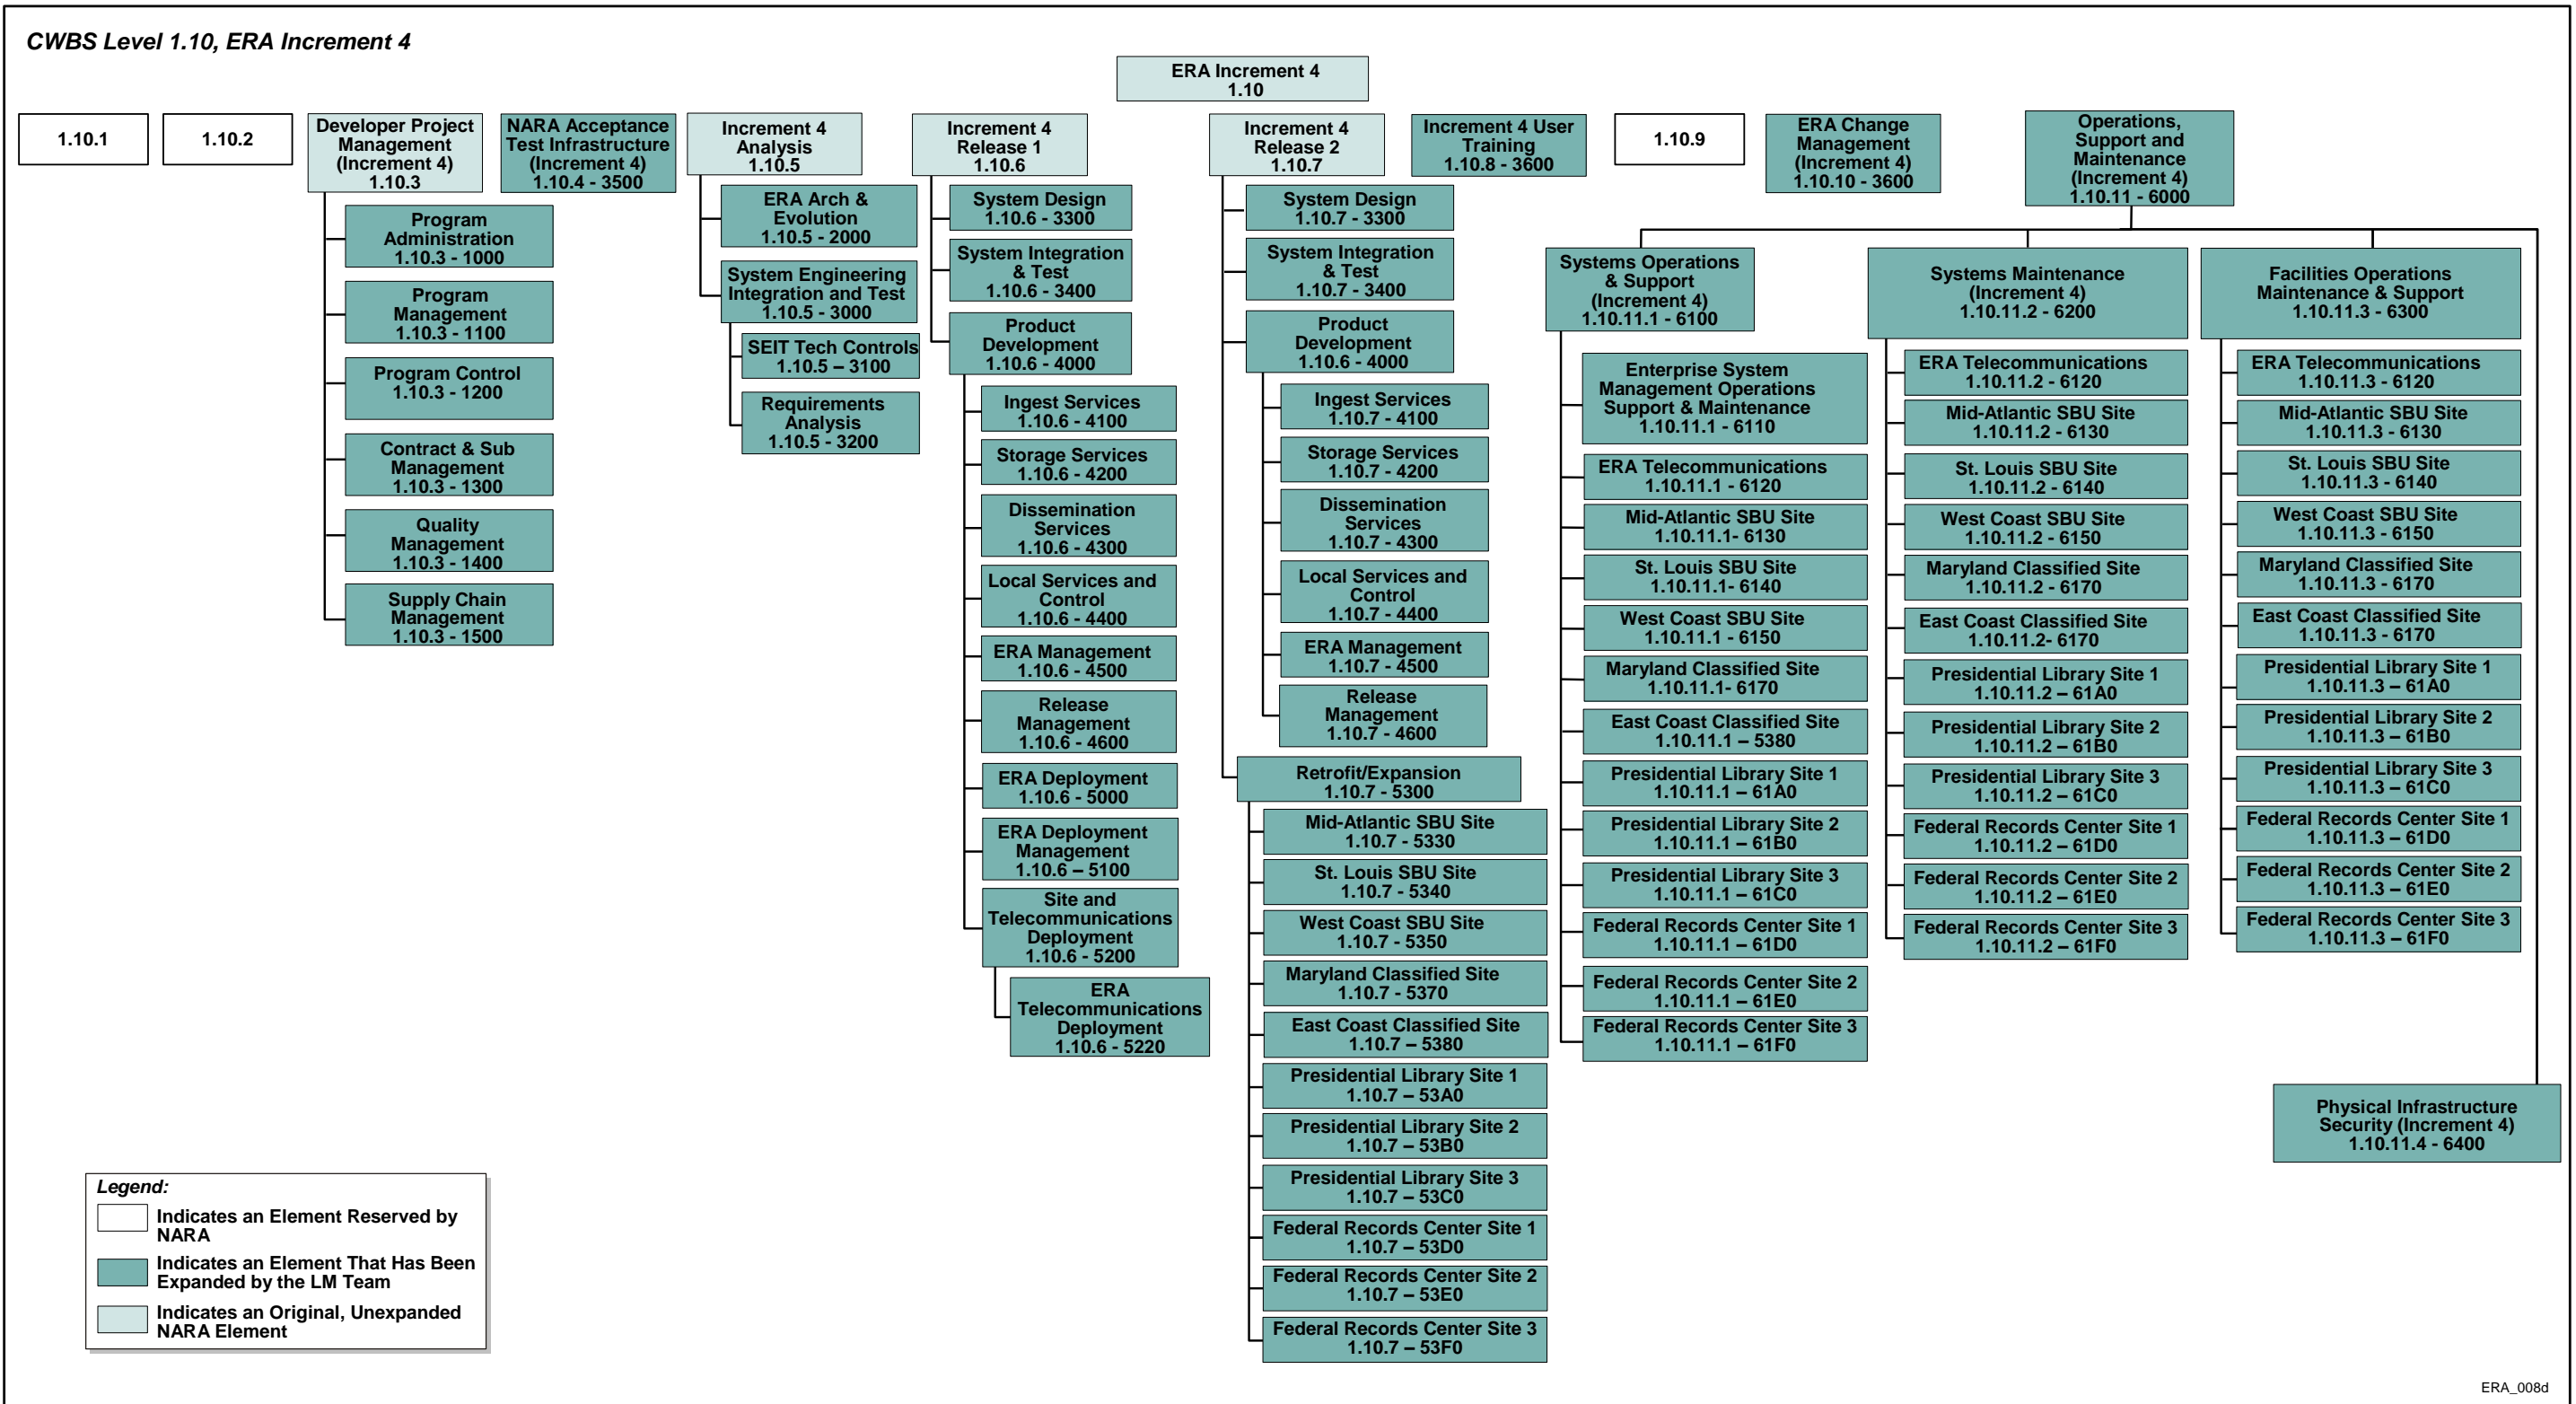 CWBS Level 1.10, ERA Increment 4
ERA Increment 4
1.10
1.10.1
1.10.2
Developer Project
Management
(Increment 4)
1.10.3
Program
Administration
1.10.3 - 1000
Program
Management
1.10.3 - 1100
Program Control
1.10.3 - 1200
Contract & Sub
Management
1.10.3 - 1300
Quality
Management
1.10.3 - 1400
Supply Chain
Management
1.10.3 - 1500
NARA Acceptance
Test Infrastructure
(Increment 4)
1.10.4 - 3500
Increment 4
Analysis
1.10.5
ERA Arch &
Evolution
1.10.5 - 2000
System Engineering
Integration and Test
1.10.5 - 3000
SEIT Tech Controls
1.10.5 – 3100
Requirements
Analysis
1.10.5 - 3200
Increment 4
Release 1
1.10.6
System Design
1.10.6 - 3300
System Integration
& Test
1.10.6 - 3400
Product
Development
1.10.6 - 4000
Ingest Services
1.10.6 - 4100
Storage Services
1.10.6 - 4200
Dissemination
Services
1.10.6 - 4300
Local Services and
Control
1.10.6 - 4400
ERA Management
1.10.6 - 4500
Release
Management
1.10.6 - 4600
ERA Deployment
1.10.6 - 5000
ERA Deployment
Management
1.10.6 – 5100
Site and
Telecommunications
Deployment
1.10.6 - 5200
ERA
Telecommunications
Deployment
1.10.6 - 5220
Increment 4
Release 2
1.10.7
System Design
1.10.7 - 3300
System Integration
& Test
1.10.7 - 3400
Product
Development
1.10.6 - 4000
Ingest Services
1.10.7 - 4100
Storage Services
1.10.7 - 4200
Dissemination
Services
1.10.7 - 4300
Local Services and
Control
1.10.7 - 4400
ERA Management
1.10.7 - 4500
Release
Management
1.10.7 - 4600
Retrofit/Expansion
1.10.7 - 5300
Mid-Atlantic SBU Site
1.10.7 - 5330
St. Louis SBU Site
1.10.7 - 5340
West Coast SBU Site
1.10.7 - 5350
Maryland Classified Site
1.10.7 - 5370
East Coast Classified Site
1.10.7 – 5380
Presidential Library Site 1
1.10.7 – 53A0
Presidential Library Site 2
1.10.7 – 53B0
Presidential Library Site 3
1.10.7 – 53C0
Federal Records Center Site 1
1.10.7 – 53D0
Federal Records Center Site 2
1.10.7 – 53E0
Federal Records Center Site 3
1.10.7 – 53F0
Increment 4 User
Training
1.10.8 - 3600
1.10.9
ERA Change
Management
(Increment 4)
1.10.10 - 3600
Operations,
Support and
Maintenance
(Increment 4)
1.10.11 - 6000
Systems Operations
& Support
(Increment 4)
1.10.11.1 - 6100
Enterprise System
Management Operations
Support & Maintenance
1.10.11.1 - 6110
ERA Telecommunications
1.10.11.1 - 6120
Mid-Atlantic SBU Site
1.10.11.1- 6130
St. Louis SBU Site
1.10.11.1- 6140
West Coast SBU Site
1.10.11.1 - 6150
Maryland Classified Site
1.10.11.1- 6170
East Coast Classified Site
1.10.11.1 – 5380
Presidential Library Site 1
1.10.11.1 – 61A0
Presidential Library Site 2
1.10.11.1 – 61B0
Presidential Library Site 3
1.10.11.1 – 61C0
Federal Records Center Site 1
1.10.11.1 – 61D0
Federal Records Center Site 2
1.10.11.1 – 61E0
Federal Records Center Site 3
1.10.11.1 – 61F0
Systems Maintenance
(Increment 4)
1.10.11.2 - 6200
ERA Telecommunications
1.10.11.2 - 6120
Mid-Atlantic SBU Site
1.10.11.2 - 6130
St. Louis SBU Site
1.10.11.2 - 6140
West Coast SBU Site
1.10.11.2 - 6150
Maryland Classified Site
1.10.11.2 - 6170
East Coast Classified Site
1.10.11.2- 6170
Presidential Library Site 1
1.10.11.2 – 61A0
Presidential Library Site 2
1.10.11.2 – 61B0
Presidential Library Site 3
1.10.11.2 – 61C0
Federal Records Center Site 1
1.10.11.2 – 61D0
Federal Records Center Site 2
1.10.11.2 – 61E0
Federal Records Center Site 3
1.10.11.2 – 61F0
Facilities Operations
Maintenance & Support
1.10.11.3 - 6300
ERA Telecommunications
1.10.11.3 - 6120
Mid-Atlantic SBU Site
1.10.11.3 - 6130
St. Louis SBU Site
1.10.11.3 - 6140
West Coast SBU Site
1.10.11.3 - 6150
Maryland Classified Site
1.10.11.3 - 6170
East Coast Classified Site
1.10.11.3 - 6170
Presidential Library Site 1
1.10.11.3 – 61A0
Presidential Library Site 2
1.10.11.3 – 61B0
Presidential Library Site 3
1.10.11.3 – 61C0
Federal Records Center Site 1
1.10.11.3 – 61D0
Federal Records Center Site 2
1.10.11.3 – 61E0
Federal Records Center Site 3
1.10.11.3 – 61F0
Physical Infrastructure
Security (Increment 4)
1.10.11.4 - 6400
Legend:
Indicates an Element Reserved by
NARA
Indicates an Element That Has Been
Expanded by the LM Team
Indicates an Original, Unexpanded
NARA Element
ERA_008d